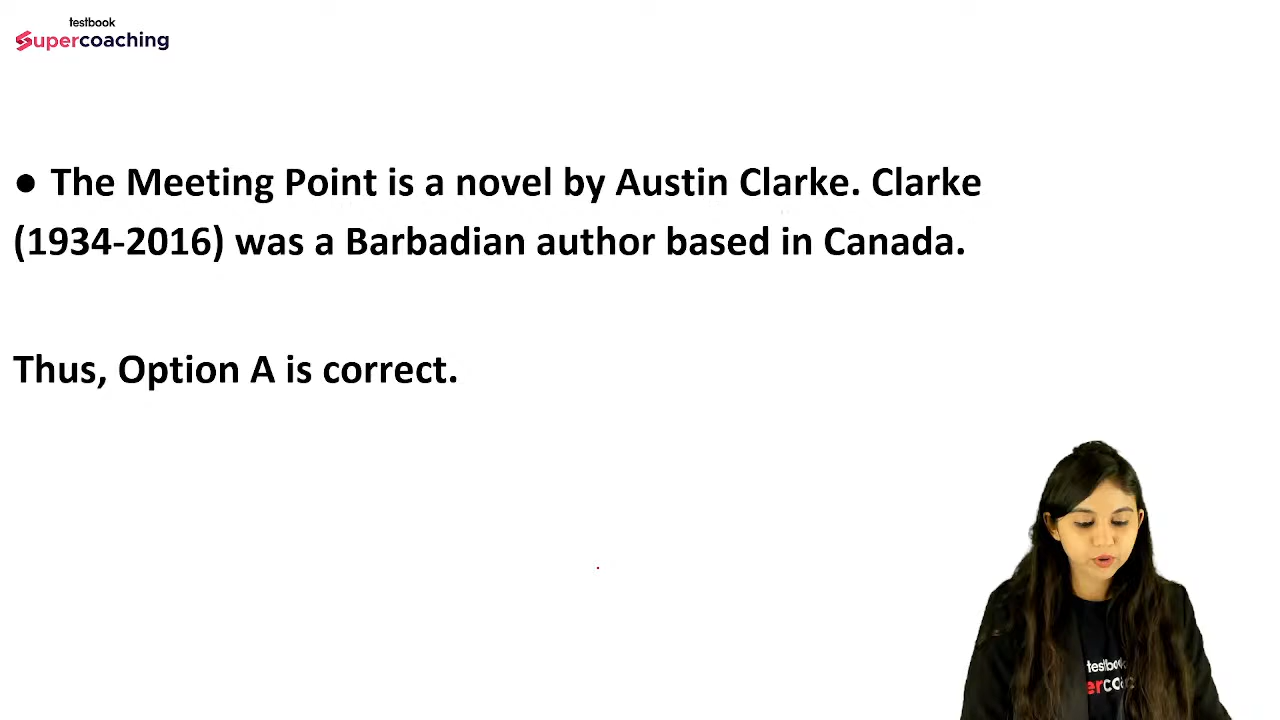 testbook
Supercoaching
● The Meeting Point is a novel by Austin Clarke. Clarke
(1934-2016) was a Barbadian author based in Canada.
Thus, Option A is correct.
testbook